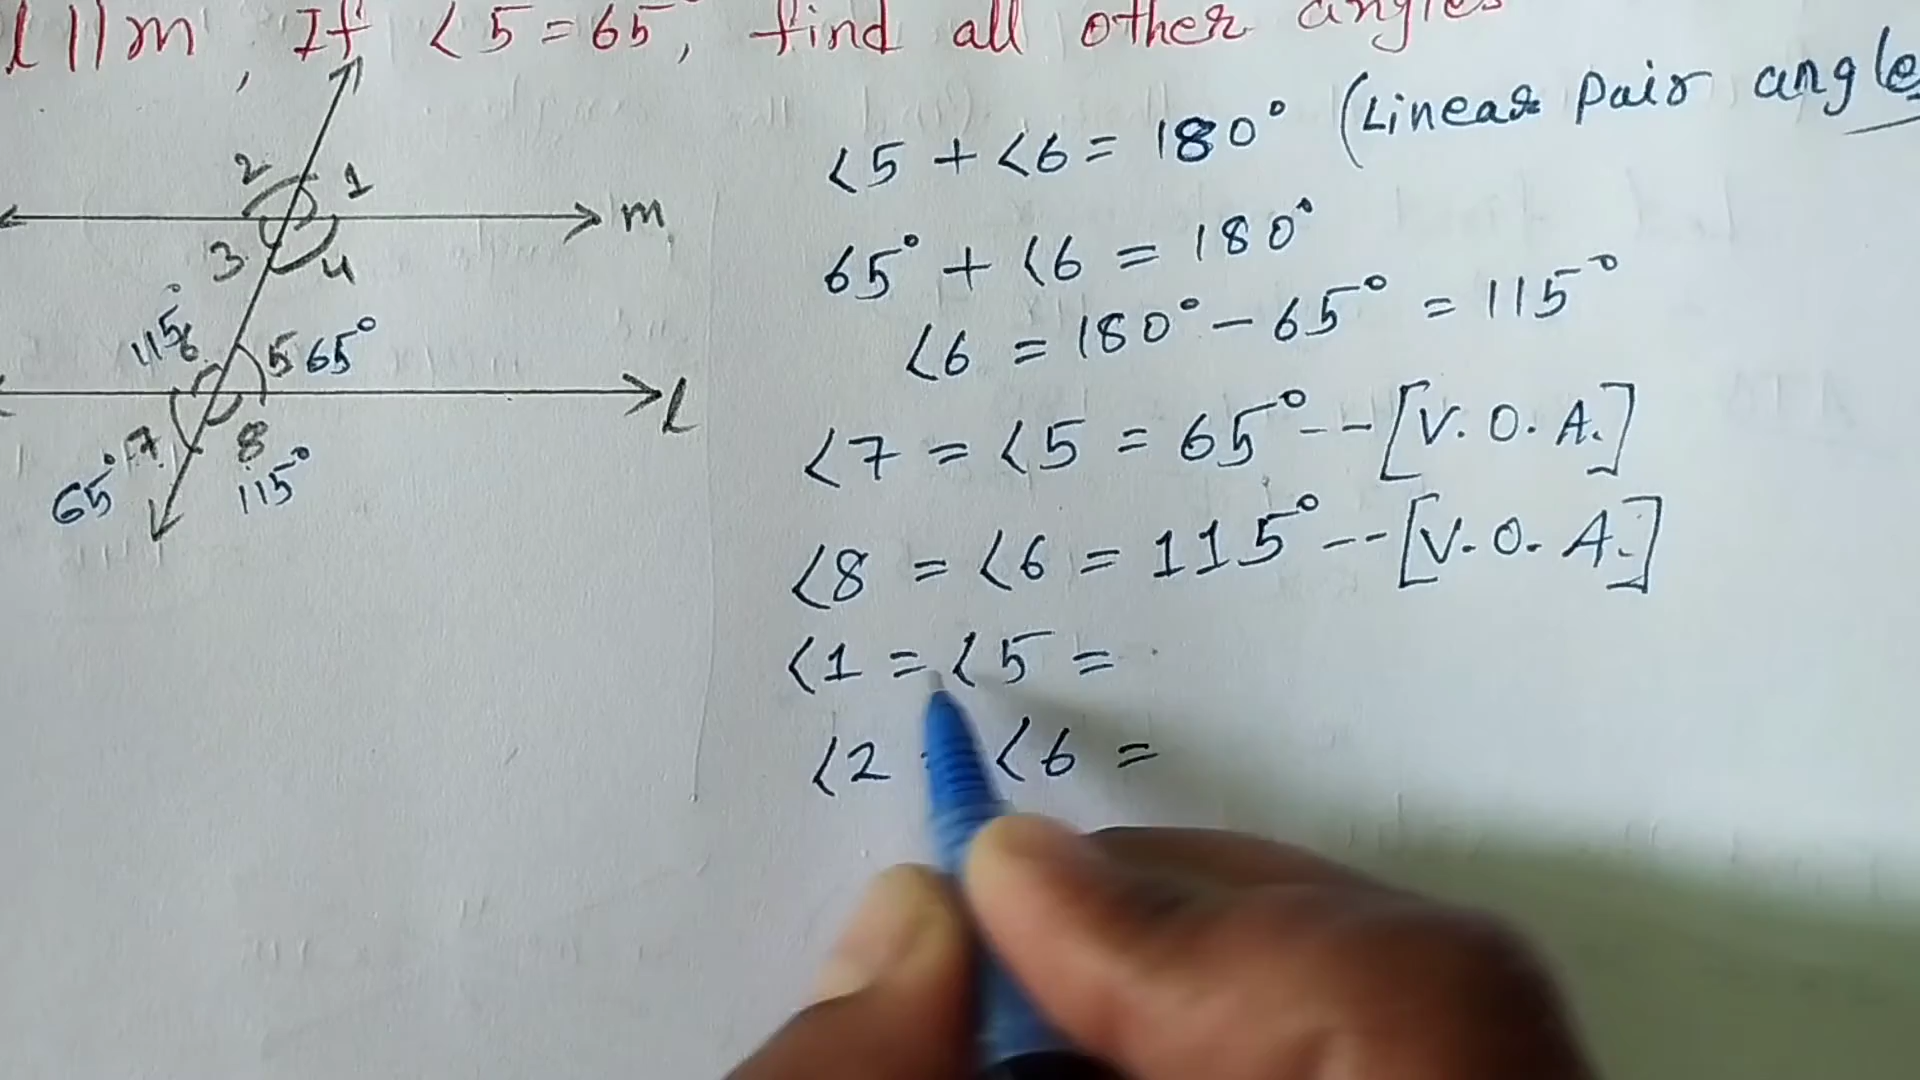 l || m, If <5=65°, find all other angles
<5 + <6 = 180° (Linear Pair angles
65° + <6 = 180°
<6 = 180° - 65° = 115°
<7 = <5 = 65° -- [V. O. A.]
<8 = <6 = 115° -- [V. O. A.]
<1 = <5 =
<2 = <6 =
2 1
m
3 4
115° 6 5 65°
l
65° 7 8
115°